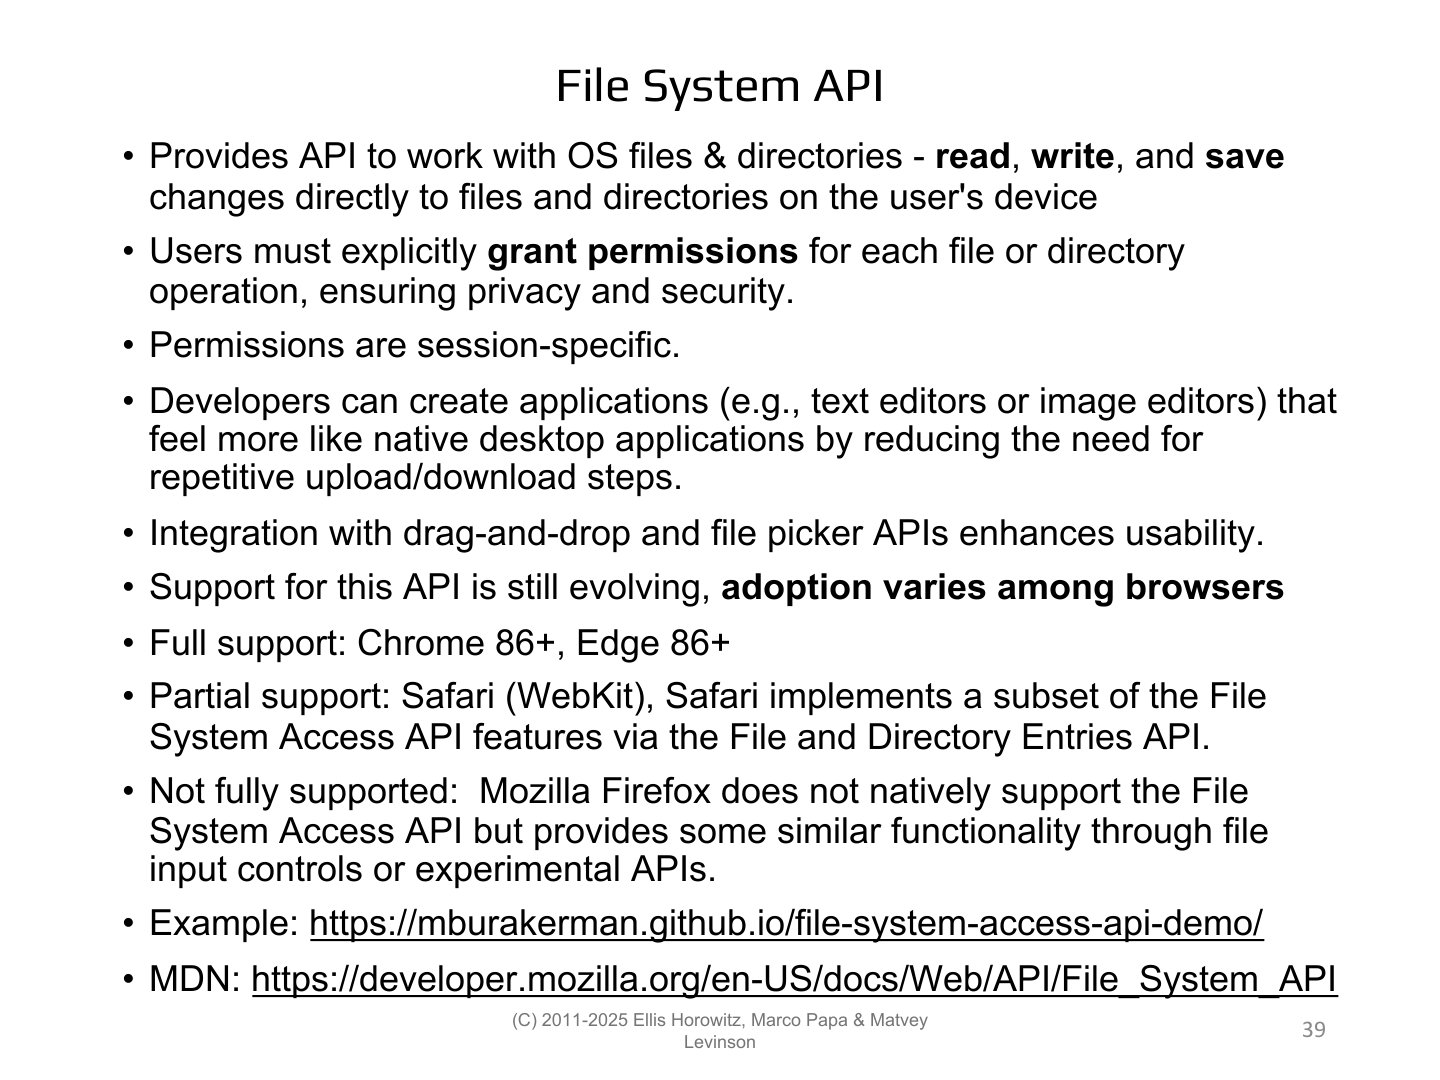 File System API
• Provides API to work with OS files & directories - read, write, and save
changes directly to files and directories on the user's device
• Users must explicitly grant permissions for each file or directory
operation, ensuring privacy and security.
• Permissions are session-specific.
• Developers can create applications (e.g., text editors or image editors) that
feel more like native desktop applications by reducing the need for
repetitive upload/download steps.
• Integration with drag-and-drop and file picker APIs enhances usability.
• Support for this API is still evolving, adoption varies among browsers
• Full support: Chrome 86+, Edge 86+
• Partial support: Safari (WebKit), Safari implements a subset of the File
System Access API features via the File and Directory Entries API.
• Not fully supported:  Mozilla Firefox does not natively support the File
System Access API but provides some similar functionality through file
input controls or experimental APIs.
• Example: https://mburakerman.github.io/file-system-access-api-demo/
• MDN: https://developer.mozilla.org/en-US/docs/Web/API/File_System_API
(C) 2011-2025 Ellis Horowitz, Marco Papa & Matvey
Levinson
39